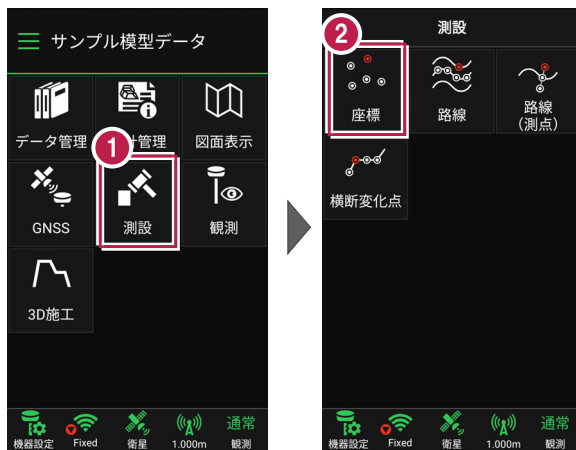 サンプル模型データ
データ管理
計管理
図面表示
1
GNSS
測設
観測
3D施工
機器設定
Fixed
衛星
1.000m
通常
観測
測設
2
座標
路線
路線
(測点)
横断変化点
機器設定
Fixed
衛星
1.000m
通常
観測